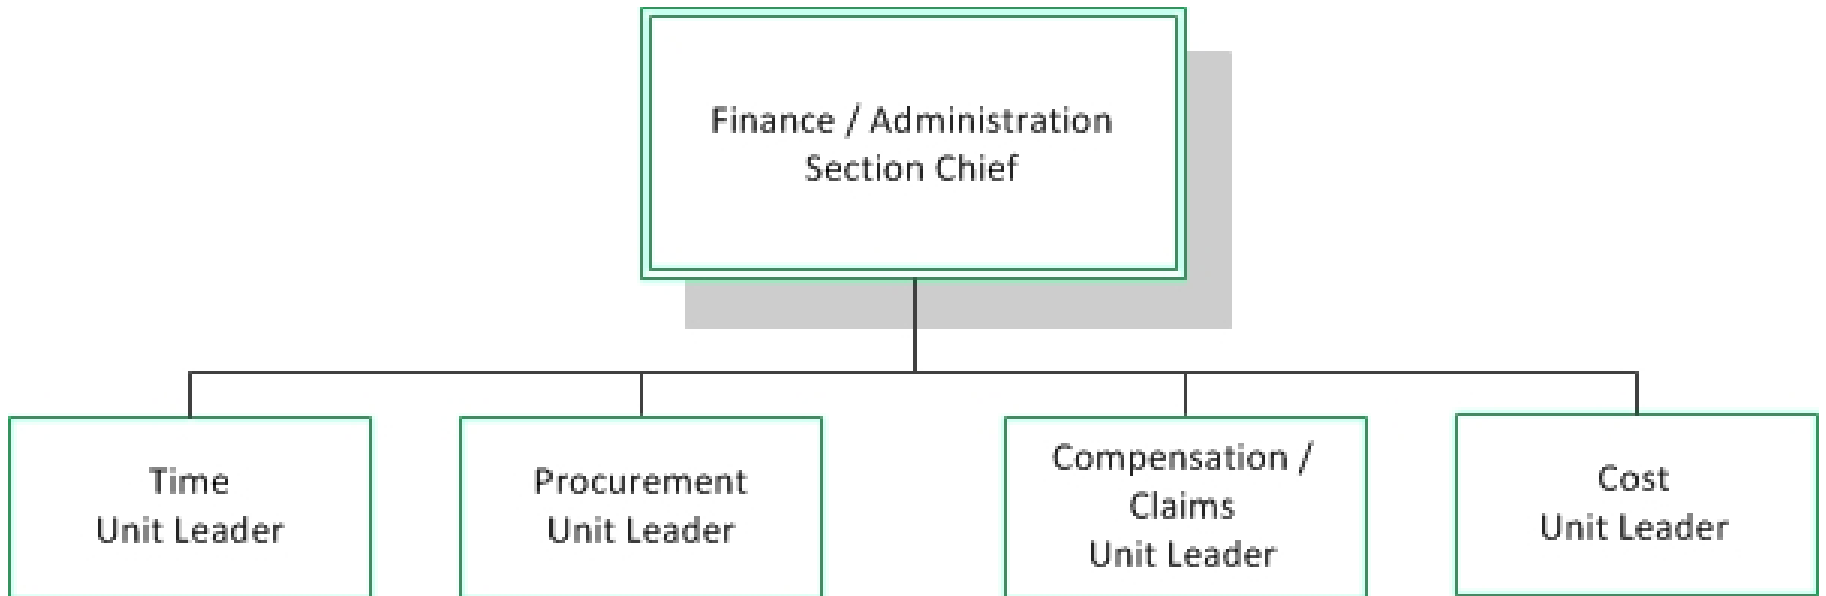 Finance / Administration
Section Chief
Time
Unit Leader
Procurement
Unit Leader
Compensation /
Claims
Unit Leader
Cost
Unit Leader